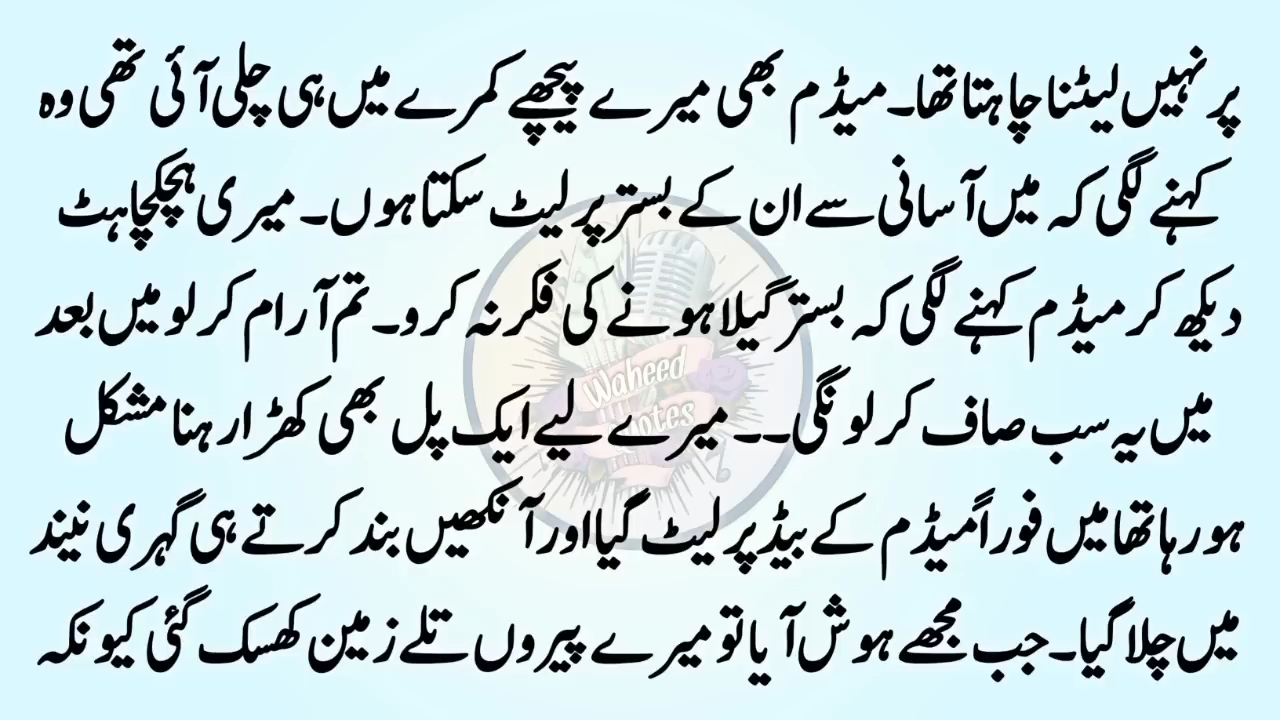 پر نہیں لیٹنا چاہتا تھا۔ میڈم بھی میرے پیچھے کمرے میں ہی چلی آئی تھی وہ
کہنے لگی کہ میں آسانی سے ان کے بستر پر لیٹ سکتا ہوں۔ میری ہچکچاہٹ
دیکھ کر میڈم کہنے لگی کہ بستر گیلا ہونے کی فکر نہ کرو۔ تم آرام کر لو میں بعد
میں یہ سب صاف کر لونگی۔۔ میرے لیے ایک پل بھی کھڑا رہنا مشکل
ہو رہا تھا میں فوراً میڈم کے بیڈ پر لیٹ گیا اور آنکھیں بند کرتے ہی گہری نیند
میں چلا گیا۔ جب مجھے ہوش آیا تو میرے پیروں تلے زمین کھسک گئی کیونکہ
Waheed
Notes